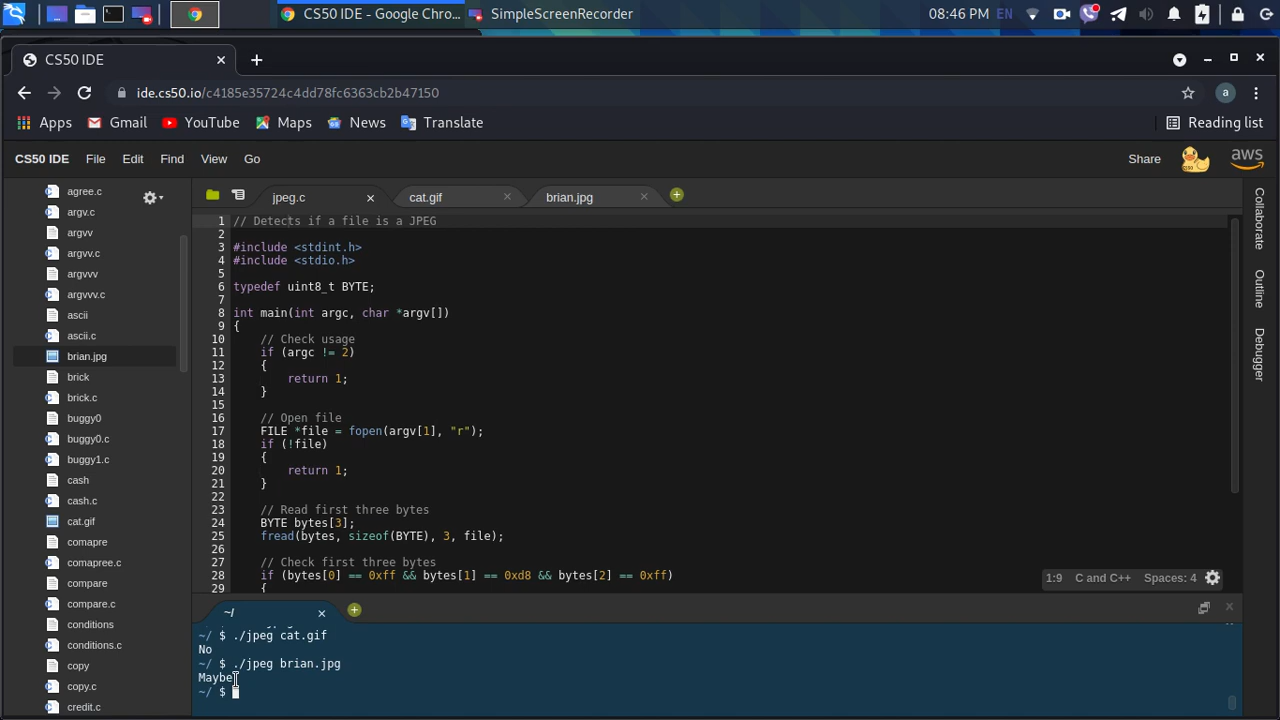 CS50 IDE - Google Chro...
SimpleScreenRecorder
08:46 PM EN
CS50 IDE
ide.cs50.io/c4185e35724c4dd78fc6363cb2b47150
a
Apps Gmail YouTube Maps News Translate Reading list
CS50 IDE File Edit Find View Go Share aws
agree.c
argv.c
argvv
argvv.c
argvvv
argvvv.c
ascii
ascii.c
brian.jpg
brick
brick.c
buggy0
buggy0.c
buggy1.c
cash
cash.c
cat.gif
comapre
comapree.c
compare
compare.c
conditions
conditions.c
copy
copy.c
credit.c
jpeg.c cat.gif brian.jpg
1 // Detects if a file is a JPEG
2
3 #include <stdint.h>
4 #include <stdio.h>
5
6 typedef uint8_t BYTE;
7
8 int main(int argc, char *argv[])
9 {
10 // Check usage
11 if (argc != 2)
12 {
13 return 1;
14 }
15
16 // Open file
17 FILE *file = fopen(argv[1], "r");
18 if (!file)
19 {
20 return 1;
21 }
22
23 // Read first three bytes
24 BYTE bytes[3];
25 fread(bytes, sizeof(BYTE), 3, file);
26
27 // Check first three bytes
28 if (bytes[0] == 0xff && bytes[1] == 0xd8 && bytes[2] == 0xff)
29 {
1:9 C and C++ Spaces: 4
Collaborate
Outline
Debugger
~/
~/ $ ./jpeg cat.gif
No
~/ $ ./jpeg brian.jpg
Maybe
~/ $